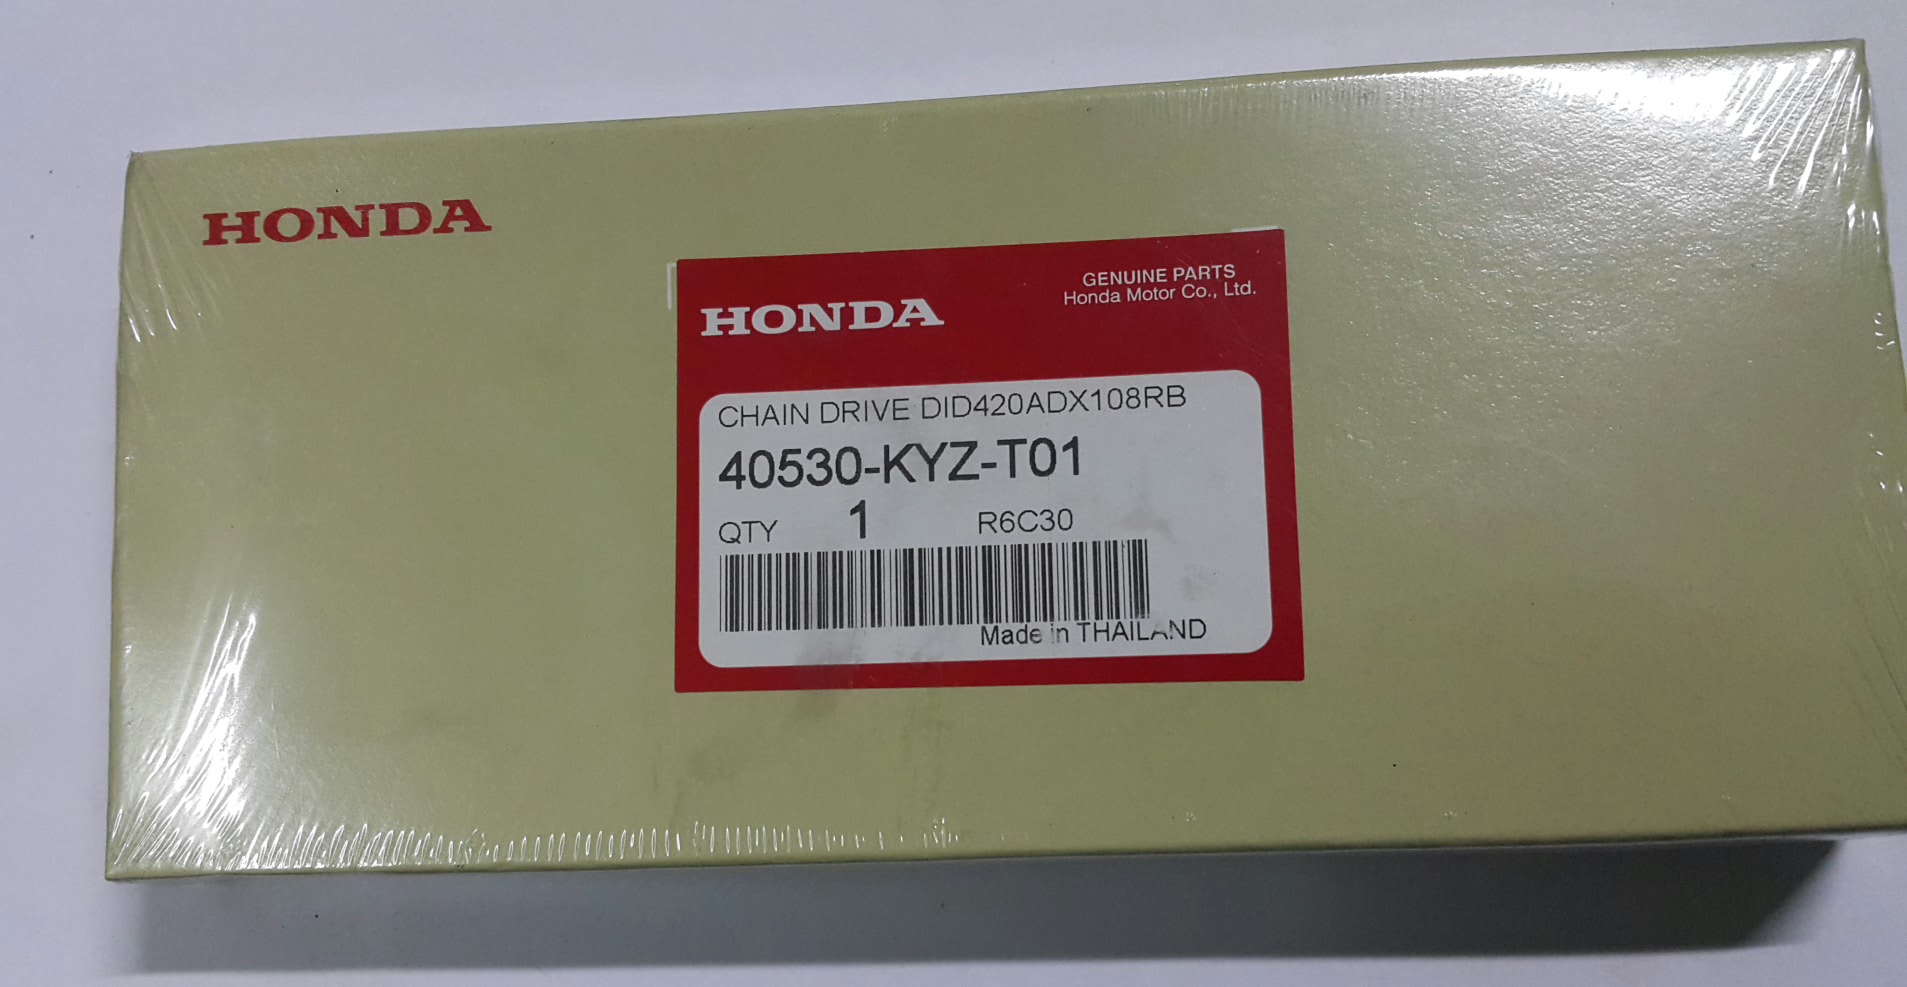 HONDA
HONDA
GENUINE PARTS
Honda Motor Co., Ltd.
CHAIN DRIVE DID420ADX108RB
40530-KYZ-T01
QTY 1 R6C30
Made in THAILAND